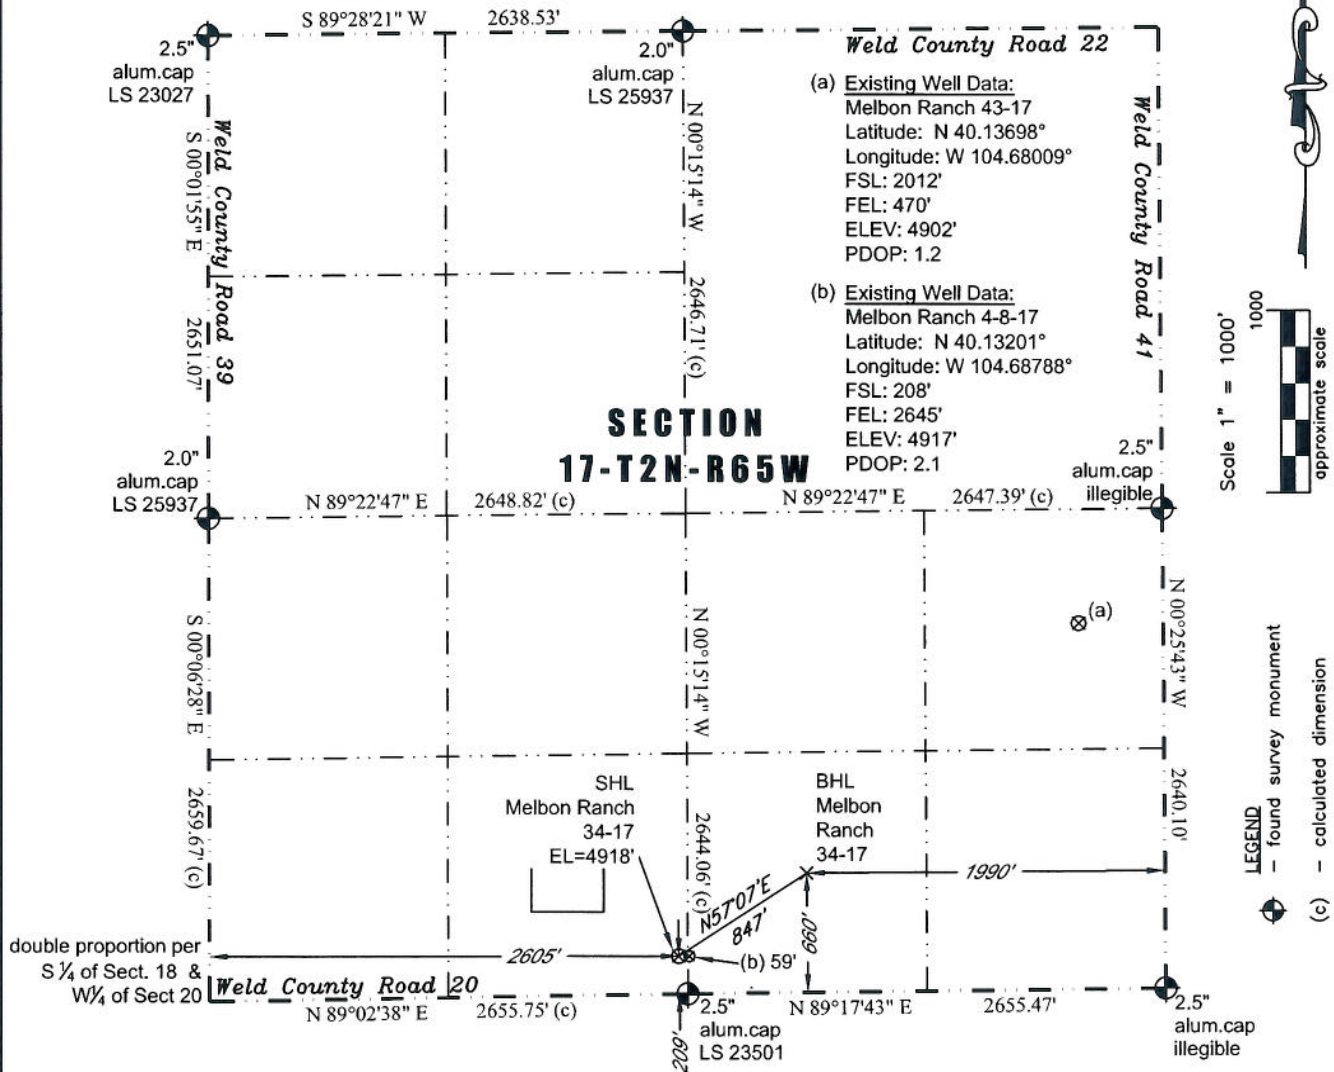 S 89°28'21" W 2638.53'
Weld County Road 22
2.5"
alum.cap
LS 23027
2.0"
alum.cap
LS 25937
(a) Existing Well Data:
Melbon Ranch 43-17
Latitude: N 40.13698°
Longitude: W 104.68009°
FSL: 2012'
FEL: 470'
ELEV: 4902'
PDOP: 1.2
(b) Existing Well Data:
Melbon Ranch 4-8-17
Latitude: N 40.13201°
Longitude: W 104.68788°
FSL: 208'
FEL: 2645'
ELEV: 4917'
PDOP: 2.1
Weld County Road 39
S 00°01'55" E 2651.07'
N 00°15'14" W 2646.71' (c)
Weld County Road 41
Scale 1" = 1000'
1000
approximate scale
SECTION
17-T2N-R65W
2.0"
alum.cap
LS 25937
2.5"
alum.cap
illegible
N 89°22'47" E 2648.82' (c)
N 89°22'47" E 2647.39' (c)
(a)
S 00°06'28" E 2659.67' (c)
N 00°15'14" W 2644.06' (c)
N 00°25'43" W 2640.10'
LEGEND
– found survey monument
(c) – calculated dimension
SHL
Melbon Ranch
34-17
EL=4918'
BHL
Melbon
Ranch
34-17
1990'
N57°07'E
847'
660'
double proportion per
S ¼ of Sect. 18 &
W¼ of Sect 20
2605'
(b) 59'
Weld County Road 20
N 89°02'38" E 2655.75' (c)
2.5"
alum.cap
LS 23501
N 89°17'43" E 2655.47'
2.5"
alum.cap
illegible
209'